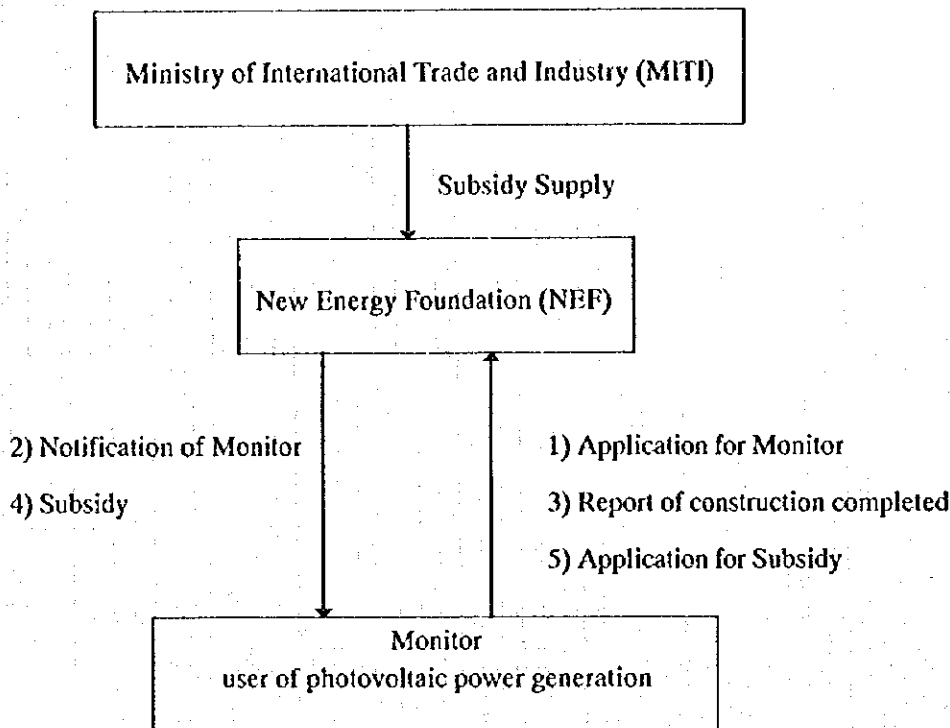 Ministry of International Trade and Industry (MITI)
Subsidy Supply
New Energy Foundation (NEF)
2) Notification of Monitor
4) Subsidy
1) Application for Monitor
3) Report of construction completed
5) Application for Subsidy
Monitor
user of photovoltaic power generation